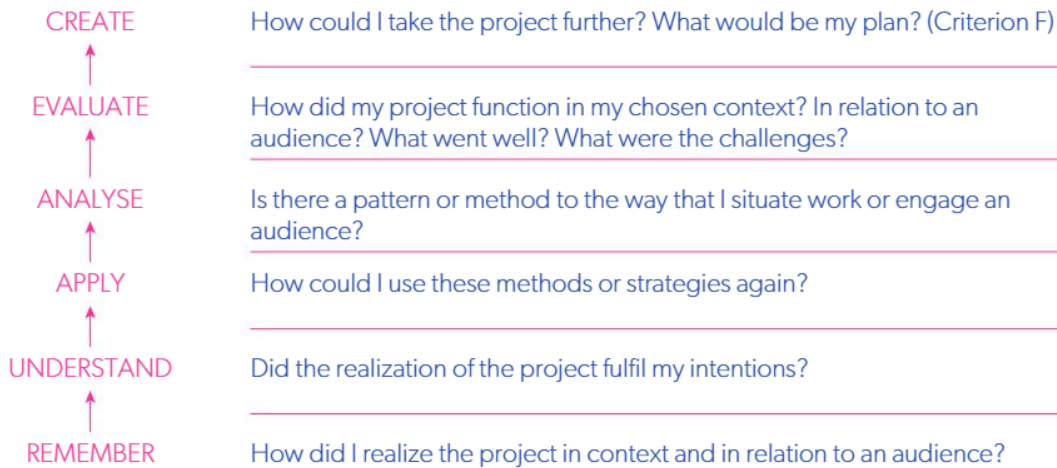 CREATE How could I take the project further? What would be my plan? (Criterion F)
EVALUATE How did my project function in my chosen context? In relation to an
audience? What went well? What were the challenges?
ANALYSE Is there a pattern or method to the way that I situate work or engage an
audience?
APPLY How could I use these methods or strategies again?
UNDERSTAND Did the realization of the project fulfil my intentions?
REMEMBER How did I realize the project in context and in relation to an audience?